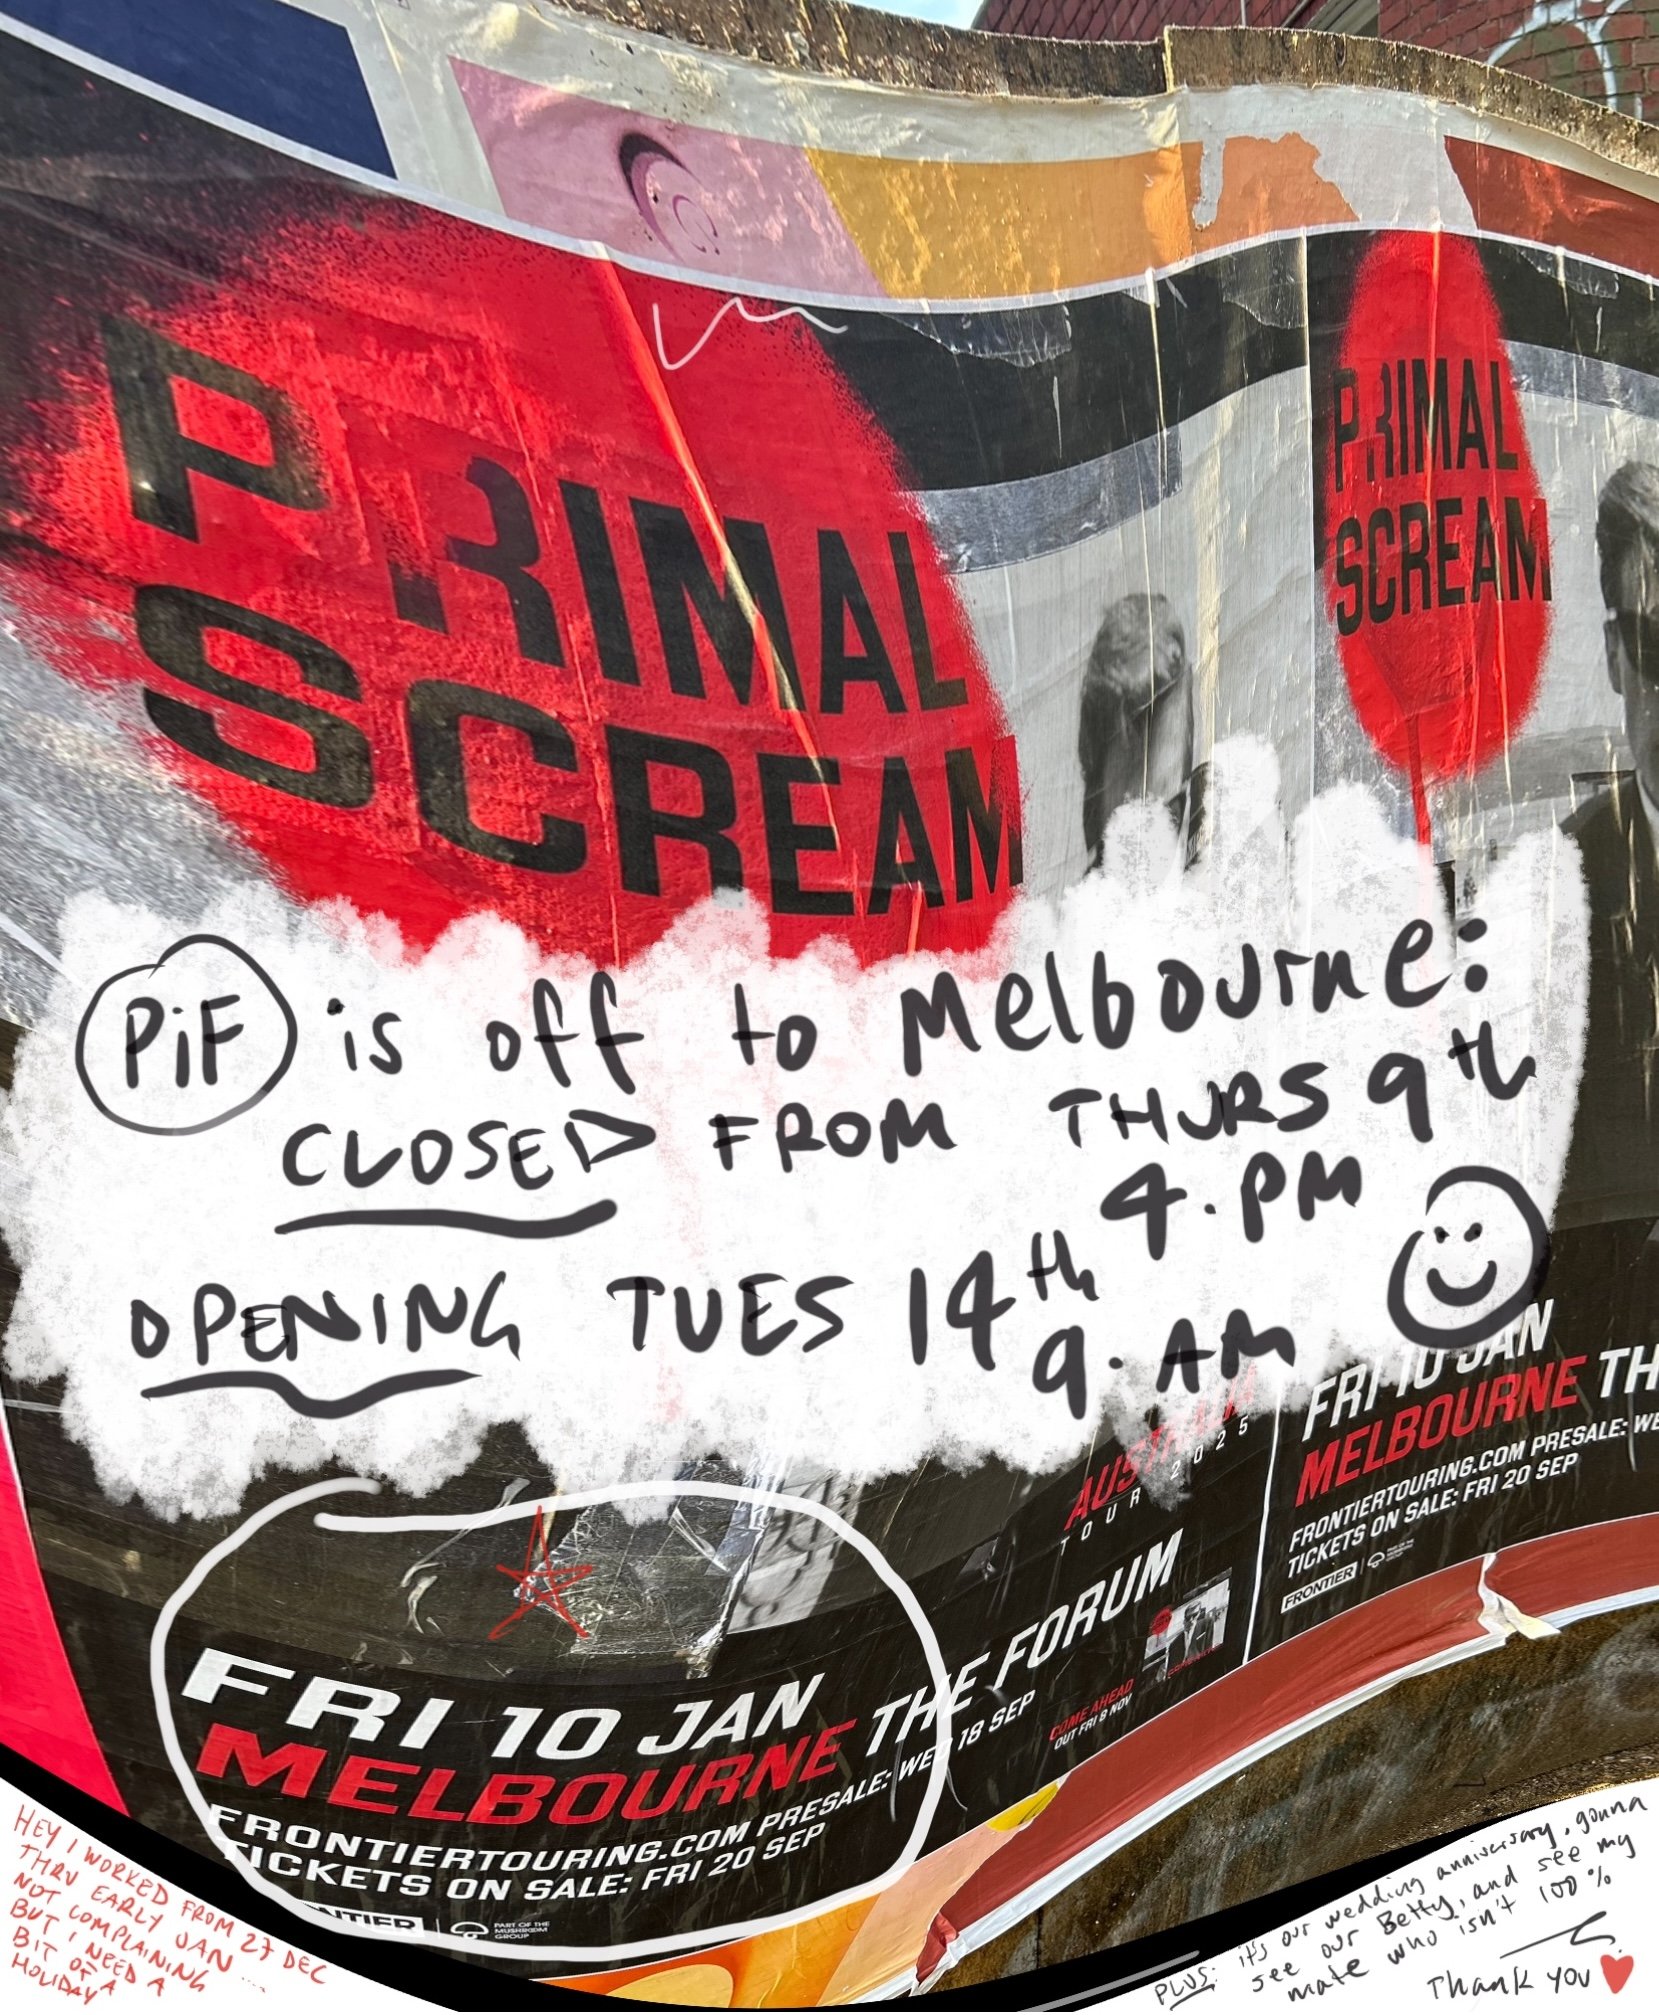 PRIMAL
SCREAM
PRIMAL
SCREAM
PiF is off to Melbourne:
CLOSED FROM THURS 9th
4.PM
OPENING TUES 14th
9.AM
AUSTRALIA
TOUR 2025
FRI 10 JAN
MELBOURNE THE FORUM
FRONTIERTOURING.COM PRESALE: WED 18 SEP
TICKETS ON SALE: FRI 20 SEP
FRONTIER
PART OF THE
MUSHROOM
GROUP
COME AHEAD
OUT FRI 8 NOV
FRI 10 JAN
MELBOURNE TH
FRONTIERTOURING.COM PRESALE: WE
TICKETS ON SALE: FRI 20 SEP
FRONTIER
HEY I WORKED FROM 27 DEC
THRU EARLY JAN ....
NOT COMPLAINING
BUT I NEED A
BIT OF A
HOLIDAY
PLUS: it's our wedding anniversary, gonna
see our Betty, and see my
mate who isn't 100%
Thank you